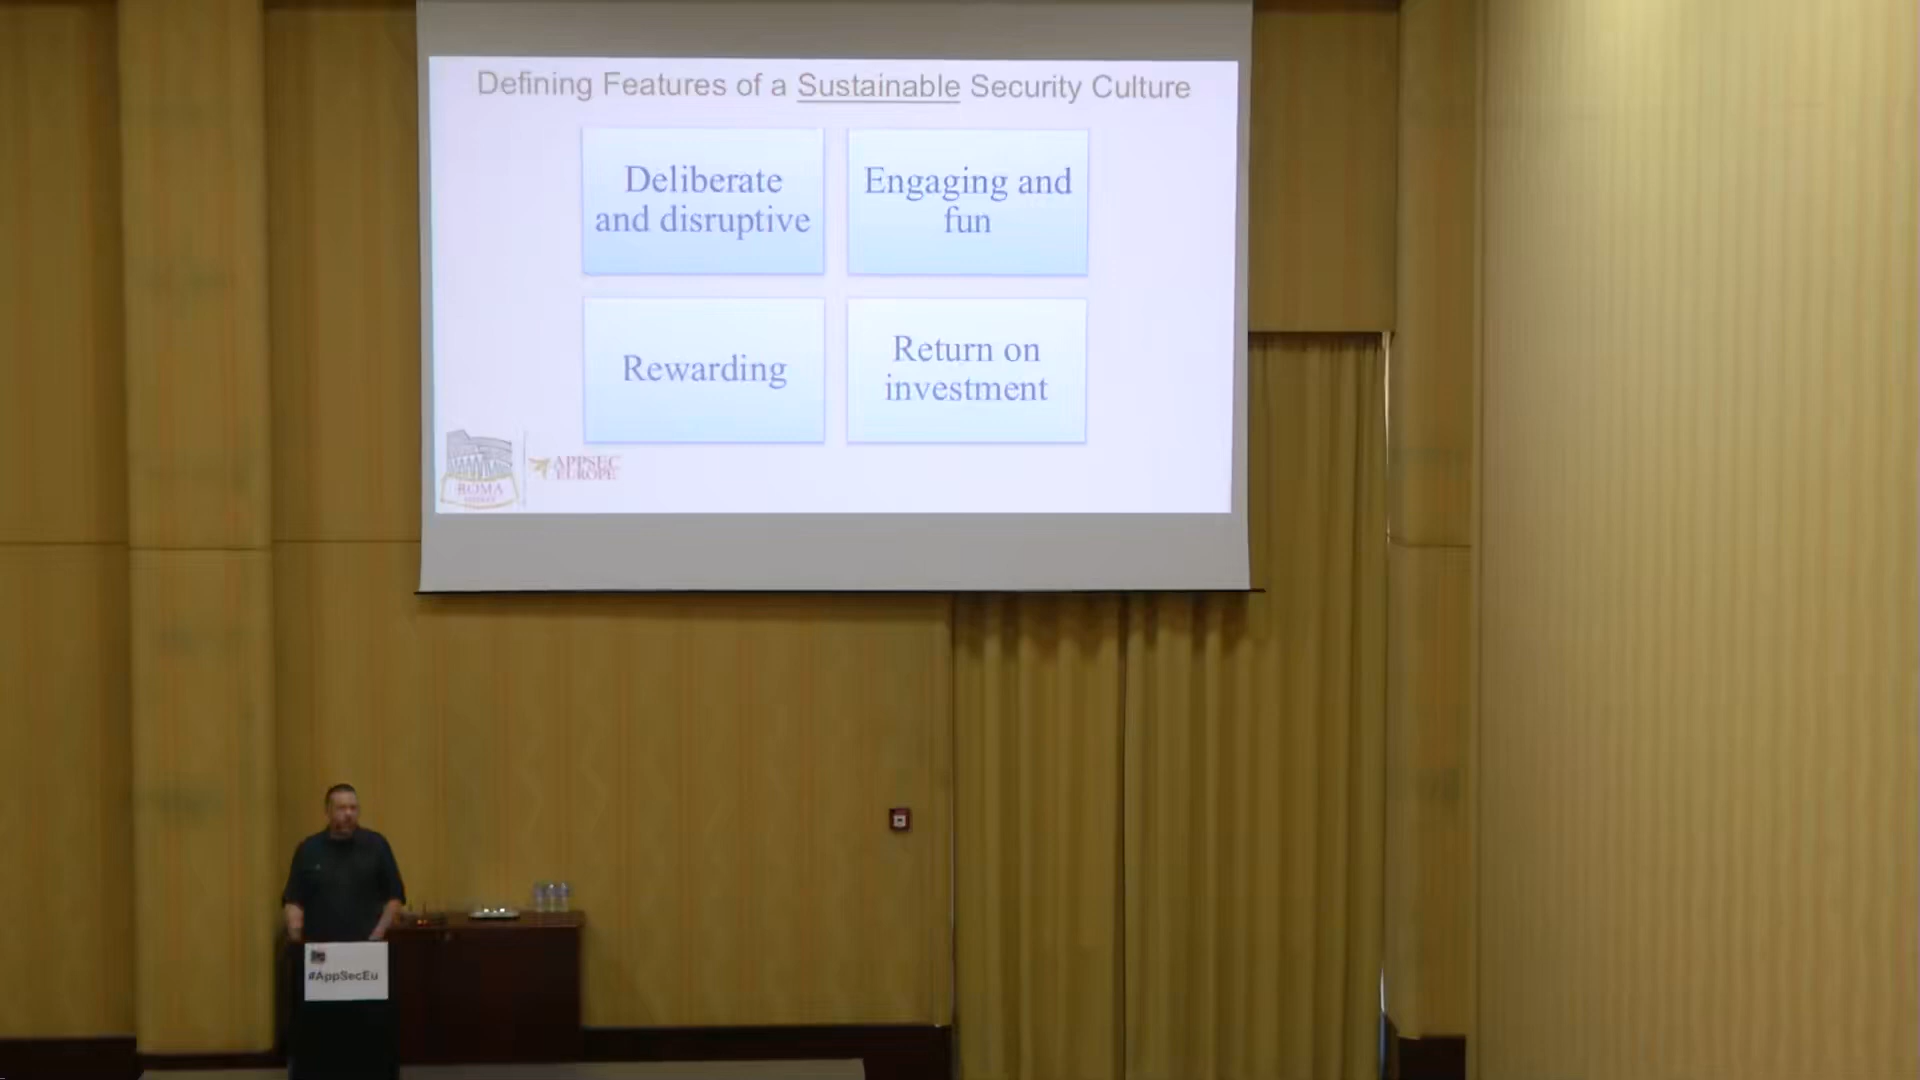 Defining Features of a Sustainable Security Culture
Deliberate
and disruptive
Engaging and
fun
Rewarding
Return on
investment
ROMA
APPSEC
EUROPE
#AppSecEu